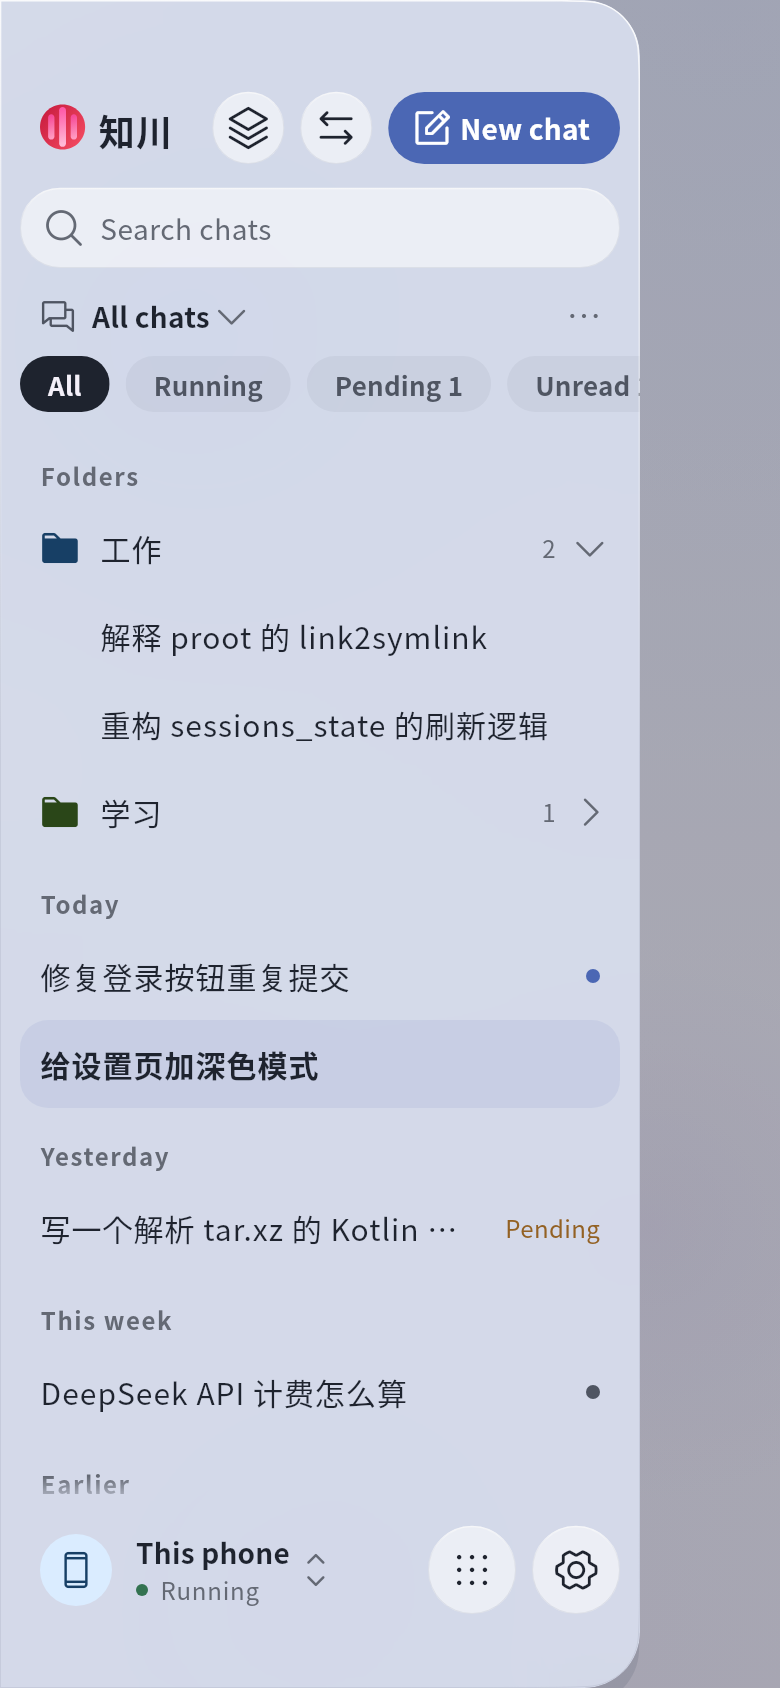 知川
New chat
Search chats
All chats
All
Running
Pending 1
Unread
Folders
工作
2
解释 proot 的 link2symlink
重构 sessions_state 的刷新逻辑
学习
1
Today
修复登录按钮重复提交
给设置页加深色模式
Yesterday
写一个解析 tar.xz 的 Kotlin …
Pending
This week
DeepSeek API 计费怎么算
Earlier
This phone
Running